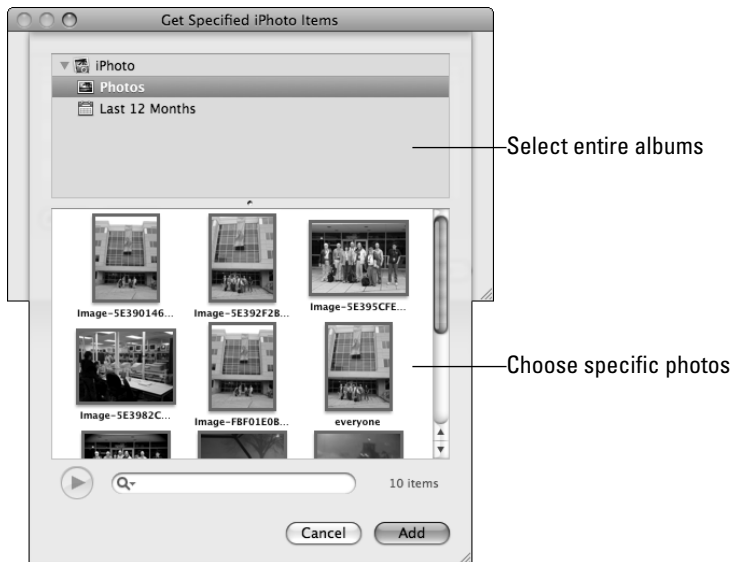 Get Specified iPhoto Items
iPhoto
Photos
Last 12 Months
Select entire albums
Image-5E390146...
Image-5E392F2B...
Image-5E395CFE...
Choose specific photos
Image-5E3982C...
Image-FBF01E0B...
everyone
10 items
Cancel
Add